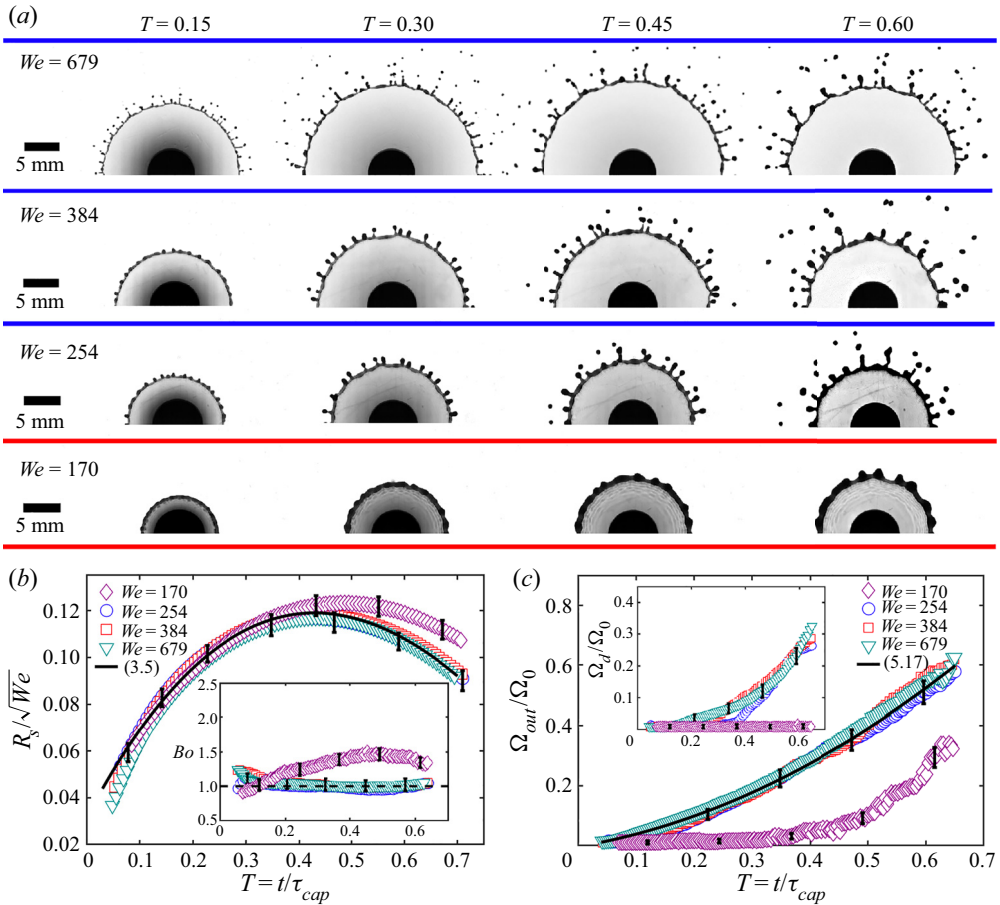 (a)
T = 0.15
T = 0.30
T = 0.45
T = 0.60
We = 679
5 mm
We = 384
5 mm
We = 254
5 mm
We = 170
5 mm
(b)
We = 170
We = 254
We = 384
We = 679
(3.5)
R_s/√We
0.12
0.10
0.08
0.06
0.04
0.02
0
0.1
0.2
0.3
0.4
0.5
0.6
0.7
T = t/τ_cap
Bo
2.5
2.0
1.5
1.0
0.5
0
0.2
0.4
0.6
(c)
We = 170
We = 254
We = 384
We = 679
(5.17)
Ω_out/Ω_0
0.8
0.6
0.4
0.2
0
0.1
0.2
0.3
0.4
0.5
0.6
0.7
T = t/τ_cap
Ω_d/Ω_0
0.4
0.3
0.2
0.1
0
0.2
0.4
0.6